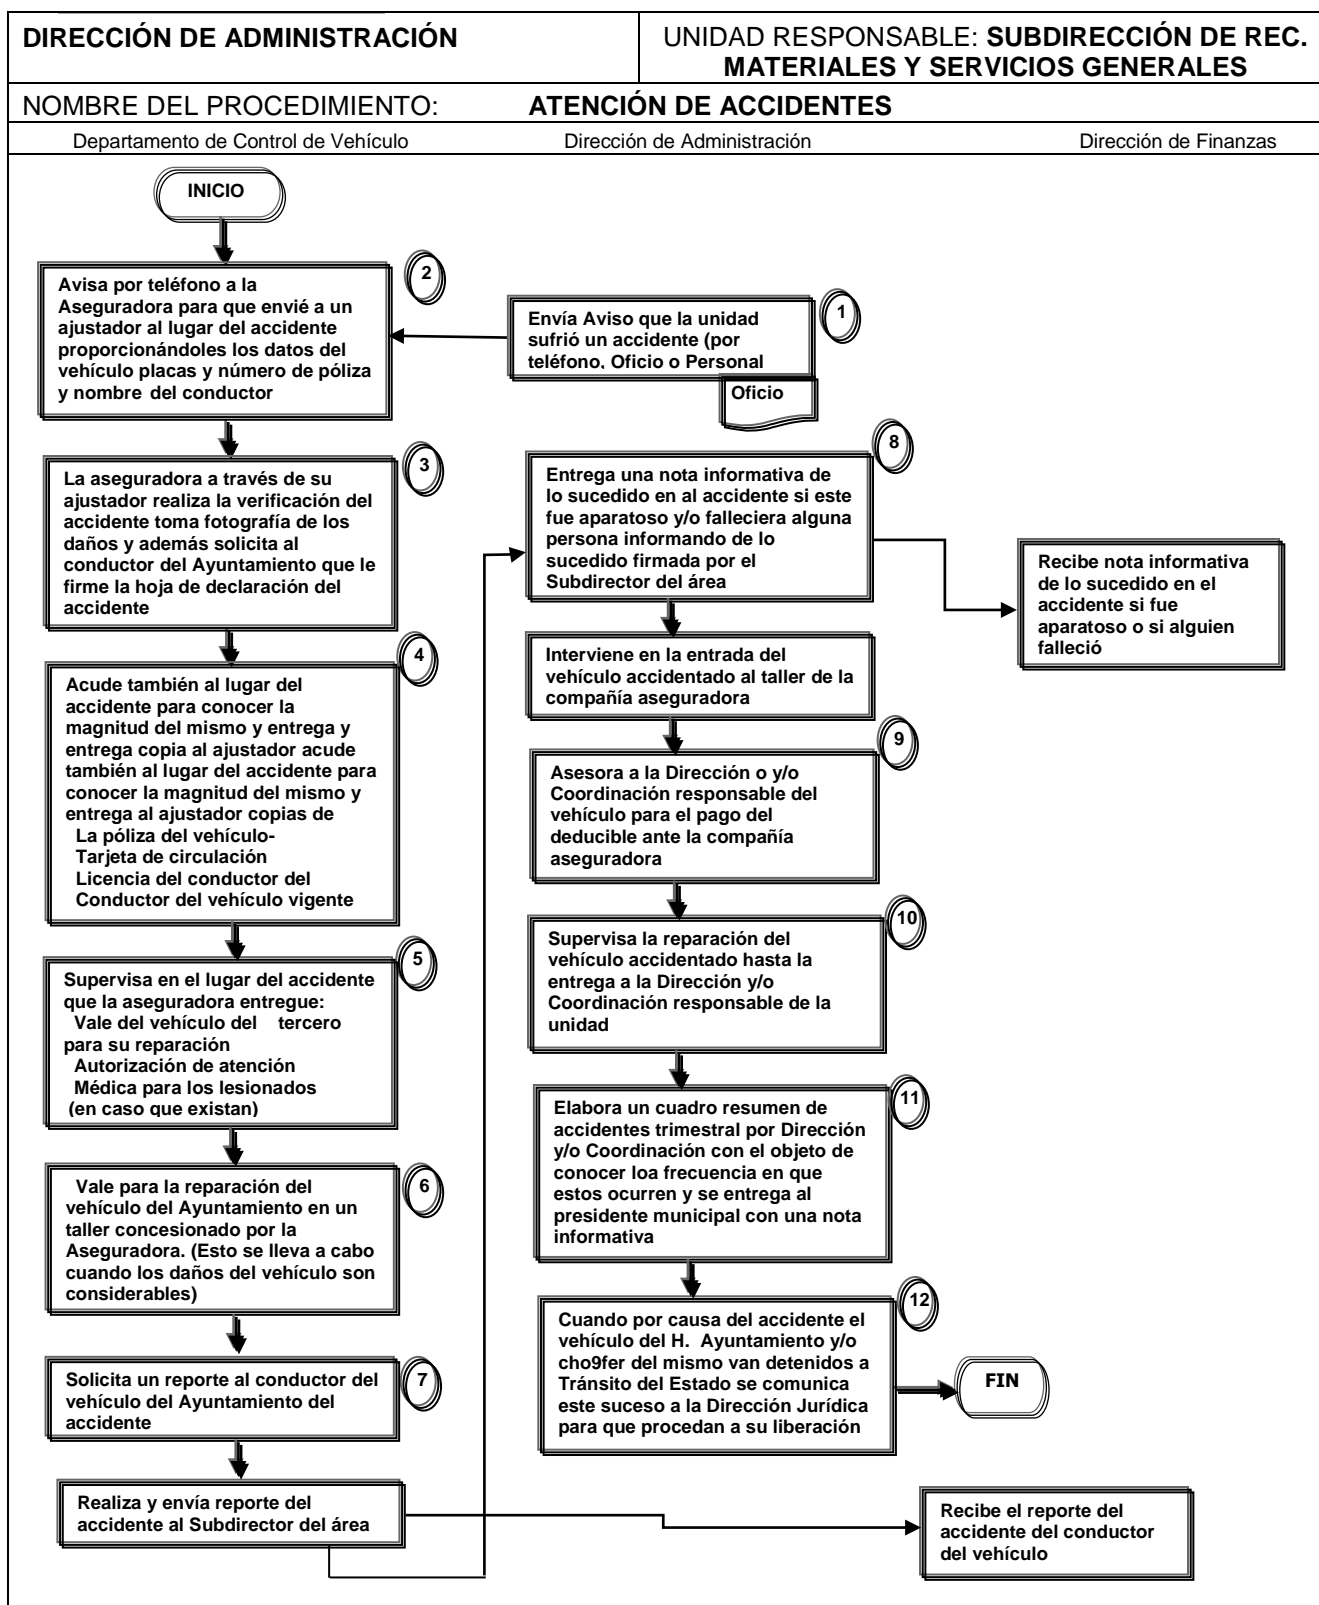 DIRECCIÓN DE ADMINISTRACIÓN
UNIDAD RESPONSABLE: SUBDIRECCIÓN DE REC.
MATERIALES Y SERVICIOS GENERALES
NOMBRE DEL PROCEDIMIENTO: ATENCIÓN DE ACCIDENTES
Departamento de Control de Vehículo
Dirección de Administración
Dirección de Finanzas
INICIO
2
Avisa por teléfono a la
Aseguradora para que envié a un
ajustador al lugar del accidente
proporcionándoles los datos del
vehículo placas y número de póliza
y nombre del conductor
1
Envía Aviso que la unidad
sufrió un accidente (por
teléfono, Oficio o Personal
Oficio
3
La aseguradora a través de su
ajustador realiza la verificación del
accidente toma fotografía de los
daños y además solicita al
conductor del Ayuntamiento que le
firme la hoja de declaración del
accidente
4
Acude también al lugar del
accidente para conocer la
magnitud del mismo y entrega y
entrega copia al ajustador acude
también al lugar del accidente para
conocer la magnitud del mismo y
entrega al ajustador copias de
La póliza del vehículo-
Tarjeta de circulación
Licencia del conductor del
Conductor del vehículo vigente
5
Supervisa en el lugar del accidente
que la aseguradora entregue:
Vale del vehículo del tercero
para su reparación
Autorización de atención
Médica para los lesionados
(en caso que existan)
6
Vale para la reparación del
vehículo del Ayuntamiento en un
taller concesionado por la
Aseguradora. (Esto se lleva a cabo
cuando los daños del vehículo son
considerables)
7
Solicita un reporte al conductor del
vehículo del Ayuntamiento del
accidente
Realiza y envía reporte del
accidente al Subdirector del área
8
Entrega una nota informativa de
lo sucedido en al accidente si este
fue aparatoso y/o falleciera alguna
persona informando de lo
sucedido firmada por el
Subdirector del área
Recibe nota informativa
de lo sucedido en el
accidente si fue
aparatoso o si alguien
falleció
Interviene en la entrada del
vehículo accidentado al taller de la
compañía aseguradora
9
Asesora a la Dirección o y/o
Coordinación responsable del
vehículo para el pago del
deducible ante la compañía
aseguradora
10
Supervisa la reparación del
vehículo accidentado hasta la
entrega a la Dirección y/o
Coordinación responsable de la
unidad
11
Elabora un cuadro resumen de
accidentes trimestral por Dirección
y/o Coordinación con el objeto de
conocer loa frecuencia en que
estos ocurren y se entrega al
presidente municipal con una nota
informativa
12
Cuando por causa del accidente el
vehículo del H. Ayuntamiento y/o
cho9fer del mismo van detenidos a
Tránsito del Estado se comunica
este suceso a la Dirección Jurídica
para que procedan a su liberación
FIN
Recibe el reporte del
accidente del conductor
del vehículo